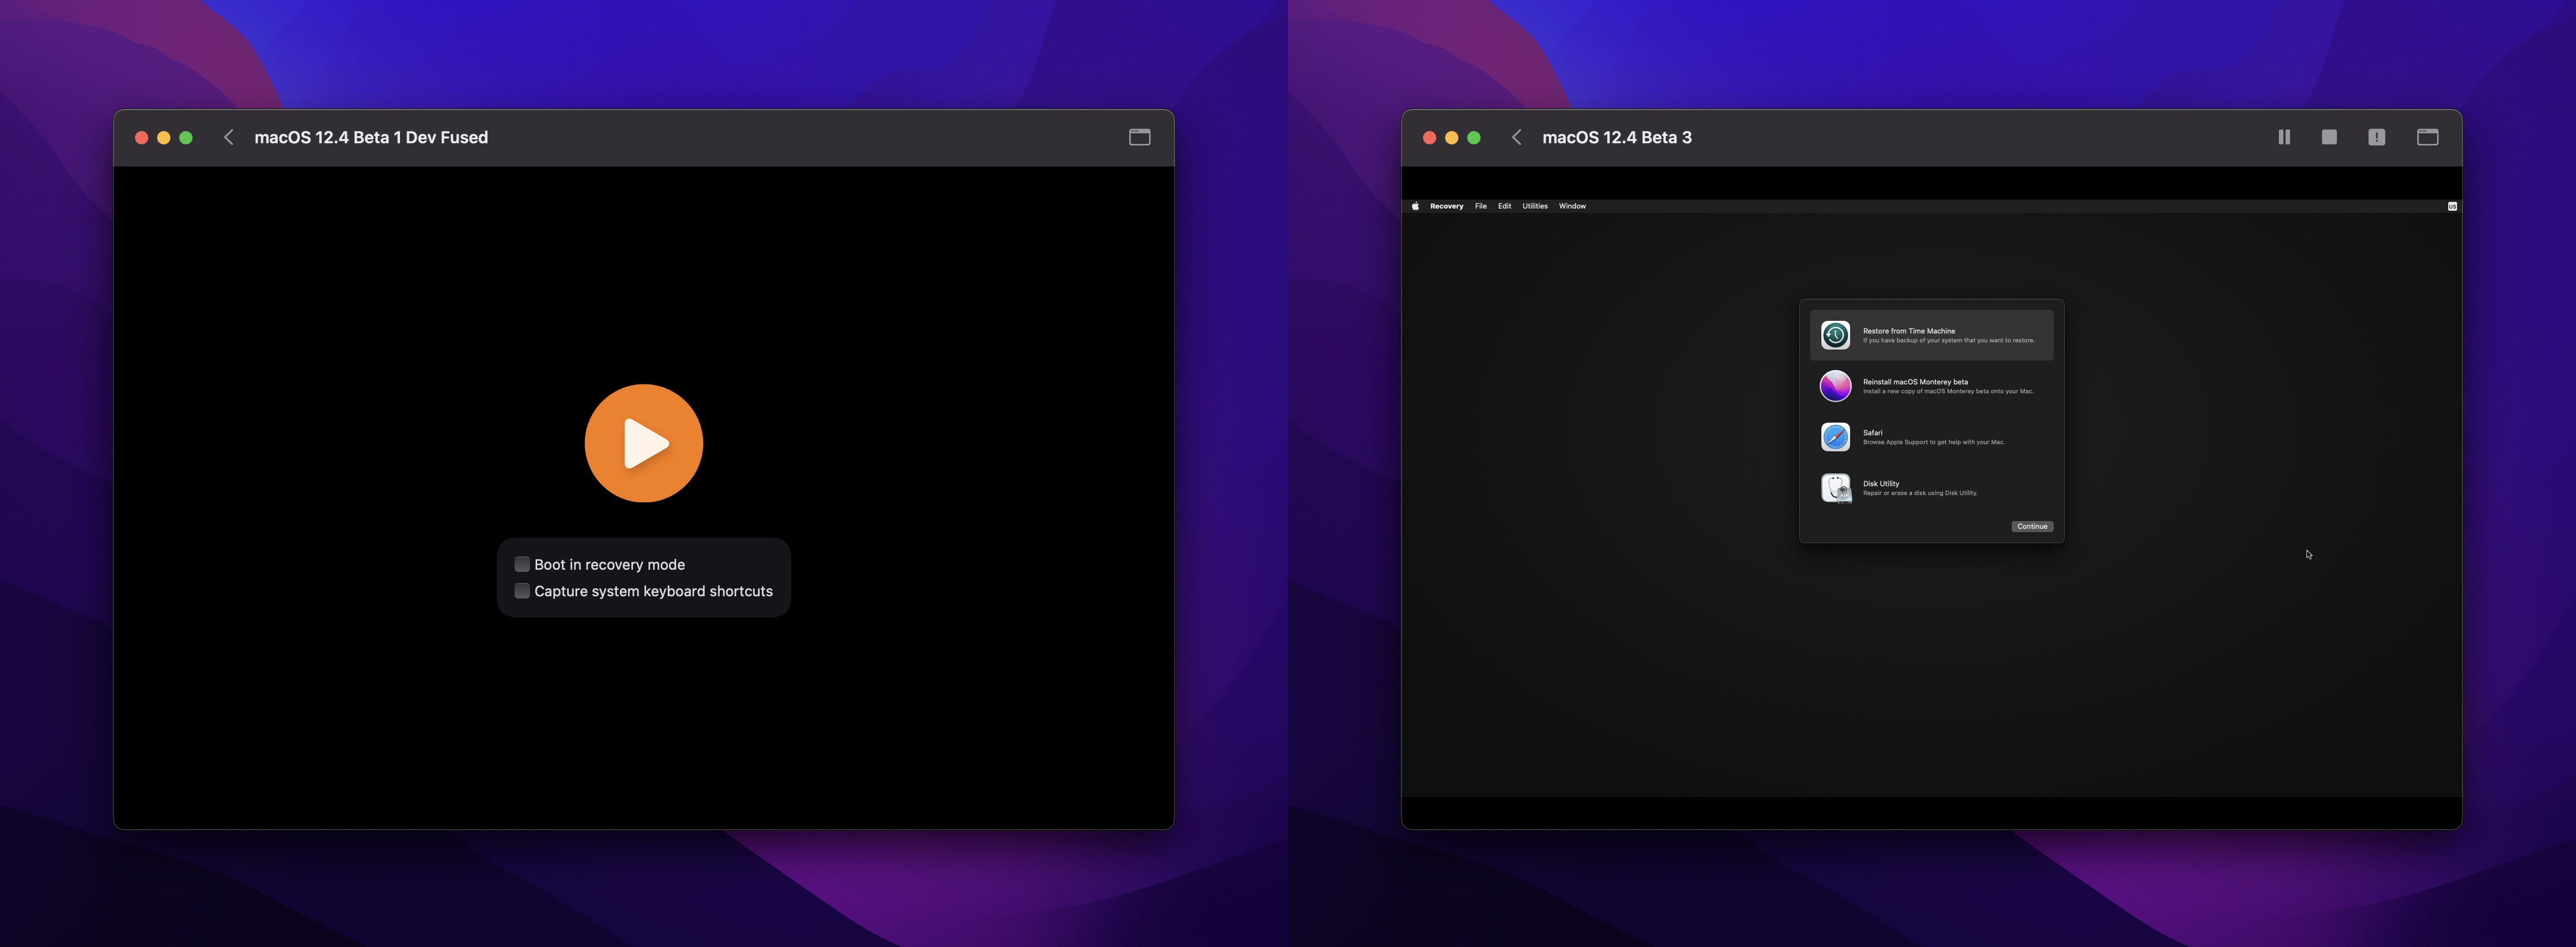 macOS 12.4 Beta 1 Dev Fused
Boot in recovery mode
Capture system keyboard shortcuts
macOS 12.4 Beta 3
Recovery File Edit Utilities Window US
Restore from Time Machine
If you have backup of your system that you want to restore.
Reinstall macOS Monterey beta
Install a new copy of macOS Monterey beta onto your Mac.
Safari
Browse Apple Support to get help with your Mac.
Disk Utility
Repair or erase a disk using Disk Utility.
Continue